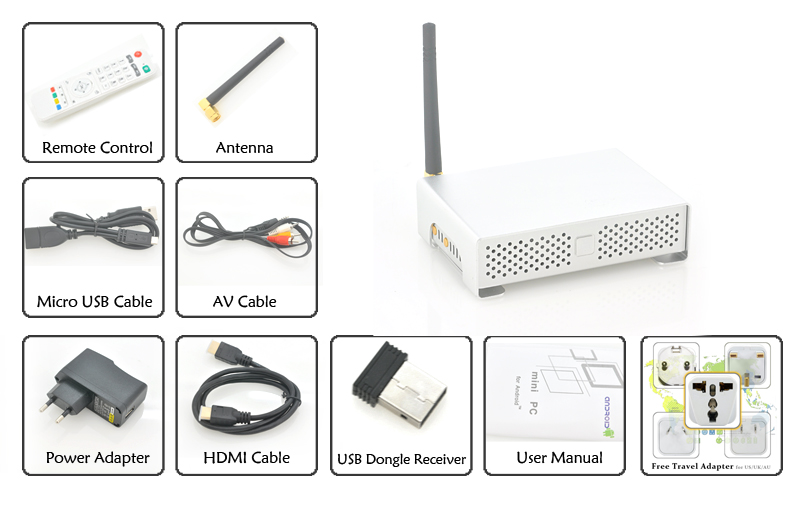 Remote Control
Antenna
Micro USB Cable
AV Cable
Power Adapter
HDMI Cable
USB Dongle Receiver
mini PC
for Android™
ANDROID
User Manual
Free Travel Adapter for US/UK/AU